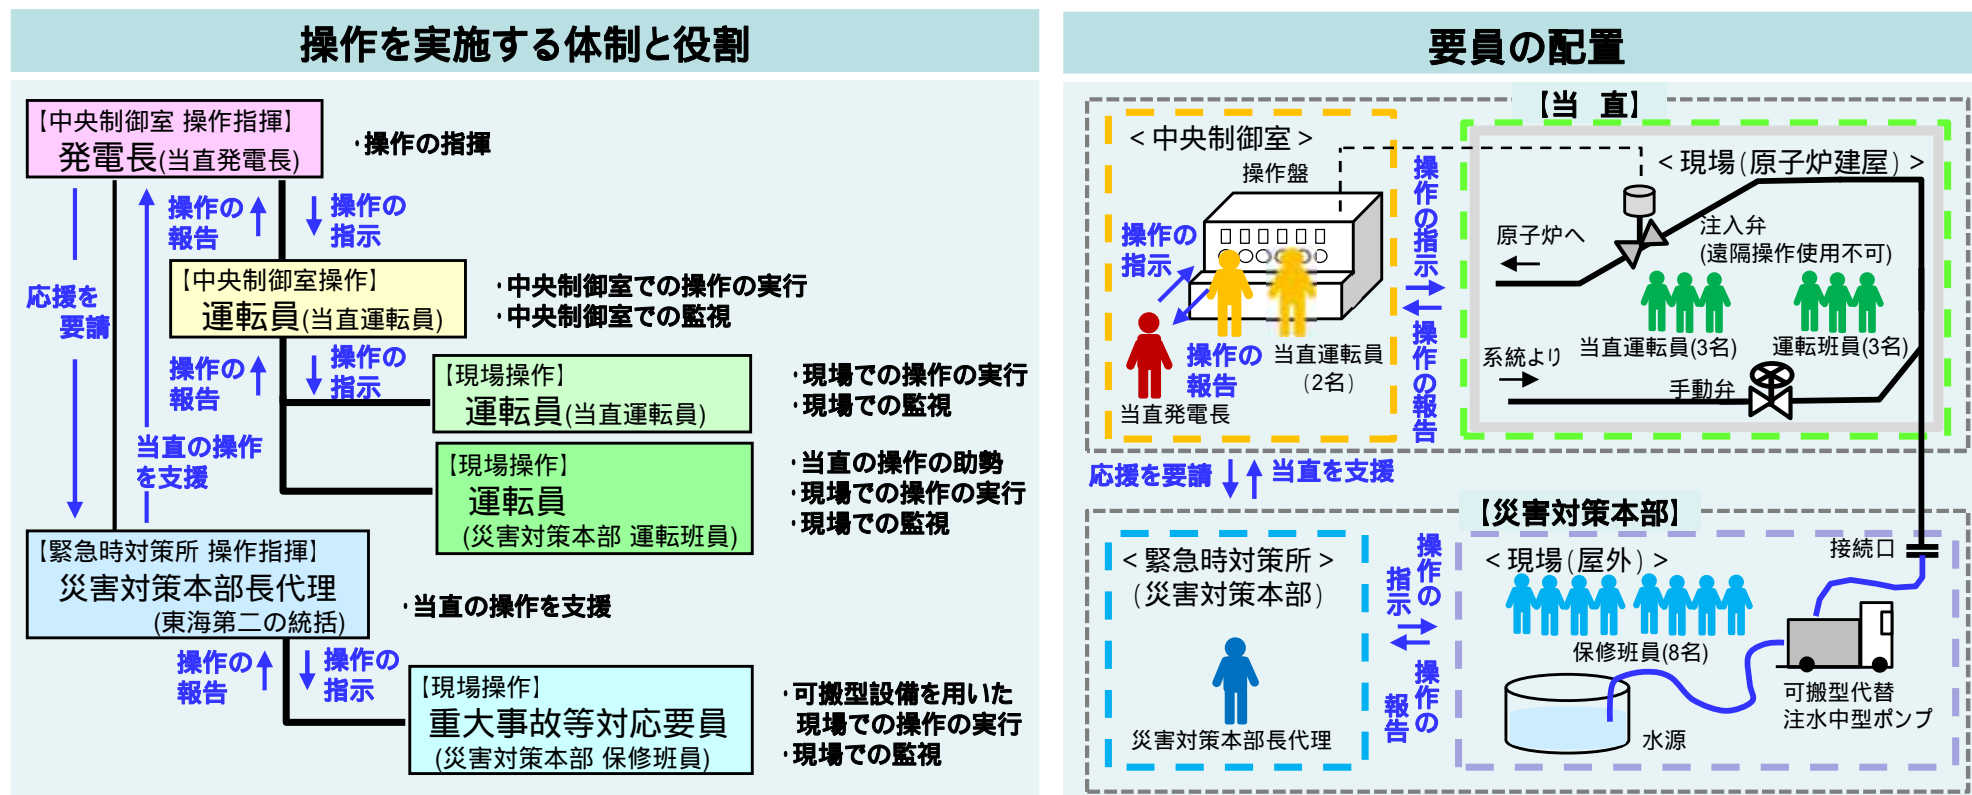 操作を実施する体制と役割
【中央制御室 操作指揮】
発電長(当直発電長)
・操作の指揮
操作の
報告
操作の
指示
応援を
要請
【中央制御室操作】
運転員(当直運転員)
・中央制御室での操作の実行
・中央制御室での監視
操作の
報告
操作の
指示
【現場操作】
運転員(当直運転員)
・現場での操作の実行
・現場での監視
当直の操作
を支援
【現場操作】
運転員
(災害対策本部 運転班員)
・当直の操作の助勢
・現場での操作の実行
・現場での監視
【緊急時対策所 操作指揮】
災害対策本部長代理
(東海第二の統括)
・当直の操作を支援
操作の
報告
操作の
指示
【現場操作】
重大事故等対応要員
(災害対策本部 保修班員)
・可搬型設備を用いた
現場での操作の実行
・現場での監視
要員の配置
【当 直】
<中央制御室>
操作盤
操作の
指示
操作の
報告
当直運転員
(2名)
当直発電長
操作の指示
操作の報告
<現場(原子炉建屋)>
原子炉へ
注入弁
(遠隔操作使用不可)
当直運転員(3名)
運転班員(3名)
系統より
手動弁
応援を要請
当直を支援
【災害対策本部】
<緊急時対策所>
(災害対策本部)
災害対策本部長代理
操作の
指示
操作の
報告
<現場(屋外)>
接続口
保修班員(8名)
可搬型代替
注水中型ポンプ
水源